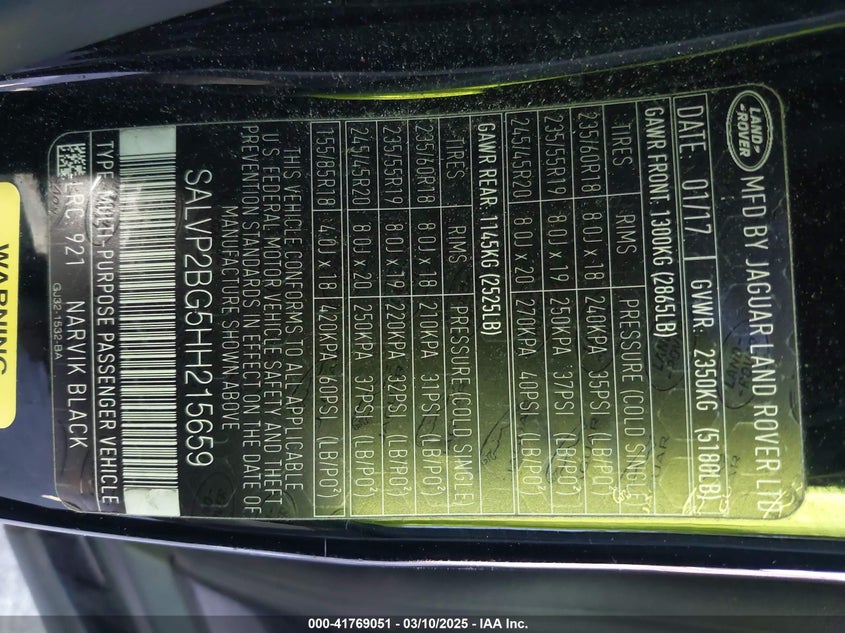 LAND ROVER
MFD BY JAGUAR LAND ROVER LTD
DATE: 01/17 GVWR: 2350KG (5180LB)
GAWR FRONT: 1300KG (2865LB)
TIRES RIMS PRESSURE (COLD SINGLE)
235/60R18 8.0J x 18 240KPA 35PSI (LB/PO²)
235/55R19 8.0J x 19 250KPA 37PSI (LB/PO²)
245/45R20 8.0J x 20 270KPA 40PSI (LB/PO²)
GAWR REAR: 1145KG (2525LB)
TIRES RIMS PRESSURE (COLD SINGLE)
235/60R18 8.0J x 18 210KPA 31PSI (LB/PO²)
235/55R19 8.0J x 19 220KPA 32PSI (LB/PO²)
245/45R20 8.0J x 20 250KPA 37PSI (LB/PO²)
155/85R18 4.0J x 18 420KPA 60PSI (LB/PO²)
THIS VEHICLE CONFORMS TO ALL APPLICABLE
U.S. FEDERAL MOTOR VEHICLE SAFETY AND THEFT
PREVENTION STANDARDS IN EFFECT ON THE DATE OF
MANUFACTURE SHOWN ABOVE
SALVP2BG5HH215659
TYPE: MULTI-PURPOSE PASSENGER VEHICLE
LRC: 921 NARVIK BLACK
GJ32-1532-BA
WARNING
000-41769051 - 03/10/2025 - IAA Inc.